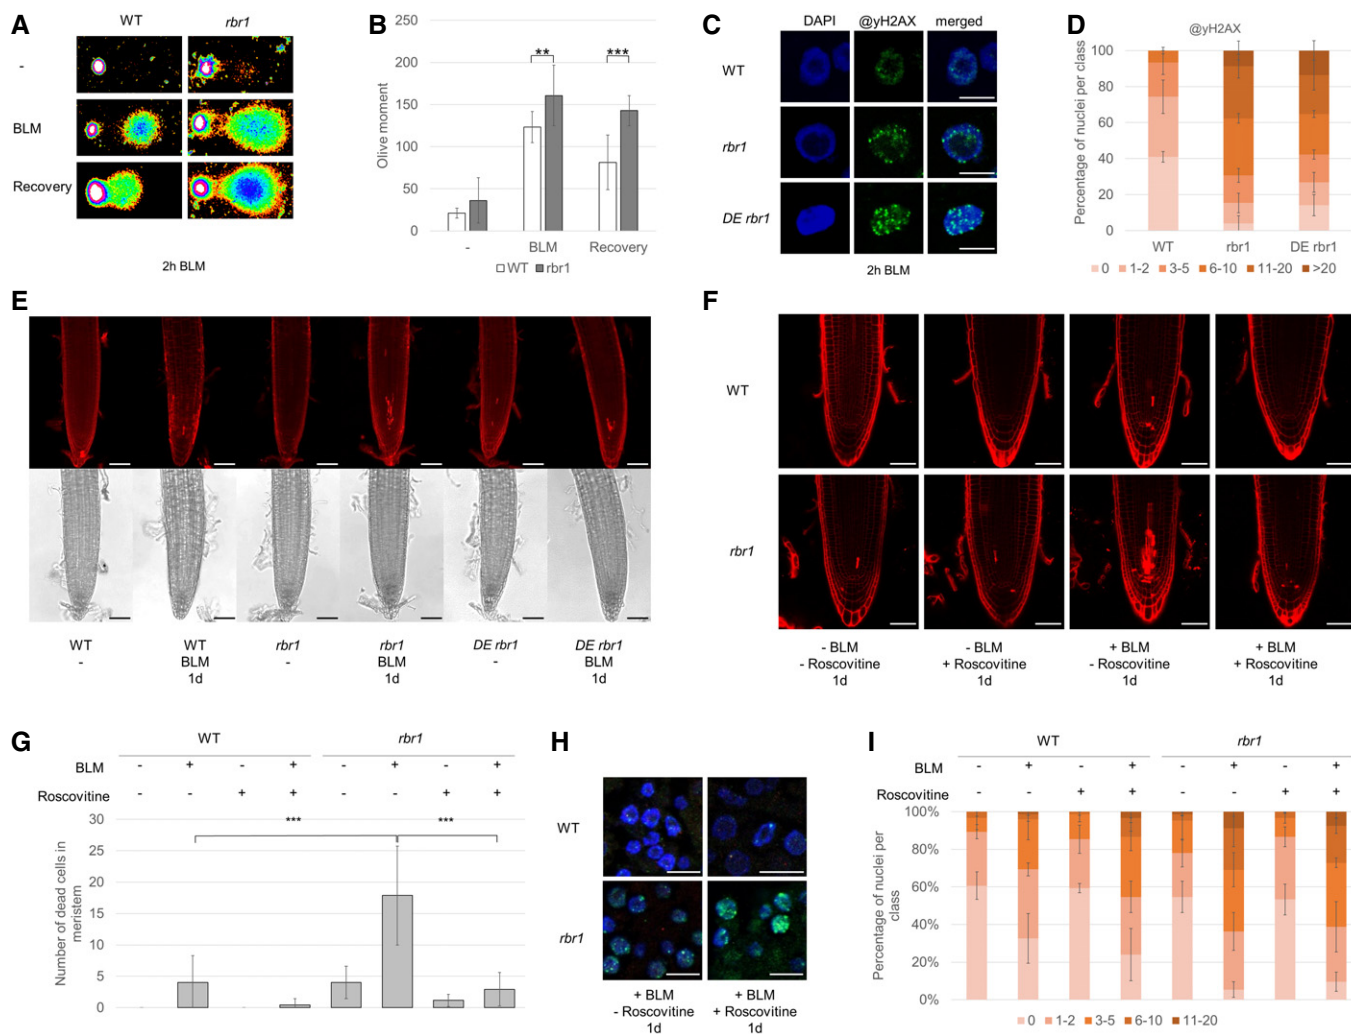 A
WT rbr1
-
BLM
Recovery
2h BLM
B
250
200
150
100
50
0
Olive moment
** ***
- BLM Recovery
WT rbr1
C
DAPI @yH2AX merged
WT
rbr1
DE rbr1
2h BLM
D
@yH2AX
100
80
60
40
20
0
Percentage of nuclei per class
WT rbr1 DE rbr1
0 1-2 3-5 6-10 11-20 >20
E
WT WT rbr1 rbr1 DE rbr1 DE rbr1
- BLM - BLM - BLM
1d 1d 1d
F
WT
rbr1
- BLM - BLM + BLM + BLM
- Roscovitine + Roscovitine - Roscovitine + Roscovitine
1d 1d 1d 1d
G
WT rbr1
BLM - + - + - + - +
Roscovitine - - + + - - + +
30
25
20
15
10
5
0
Number of dead cells in
meristem
*** ***
H
WT
rbr1
+ BLM + BLM
- Roscovitine + Roscovitine
1d 1d
I
WT rbr1
BLM - + - + - + - +
Roscovitine - - + + - - + +
100%
80%
60%
40%
20%
0%
Percentage of nuclei per
class
0 1-2 3-5 6-10 11-20